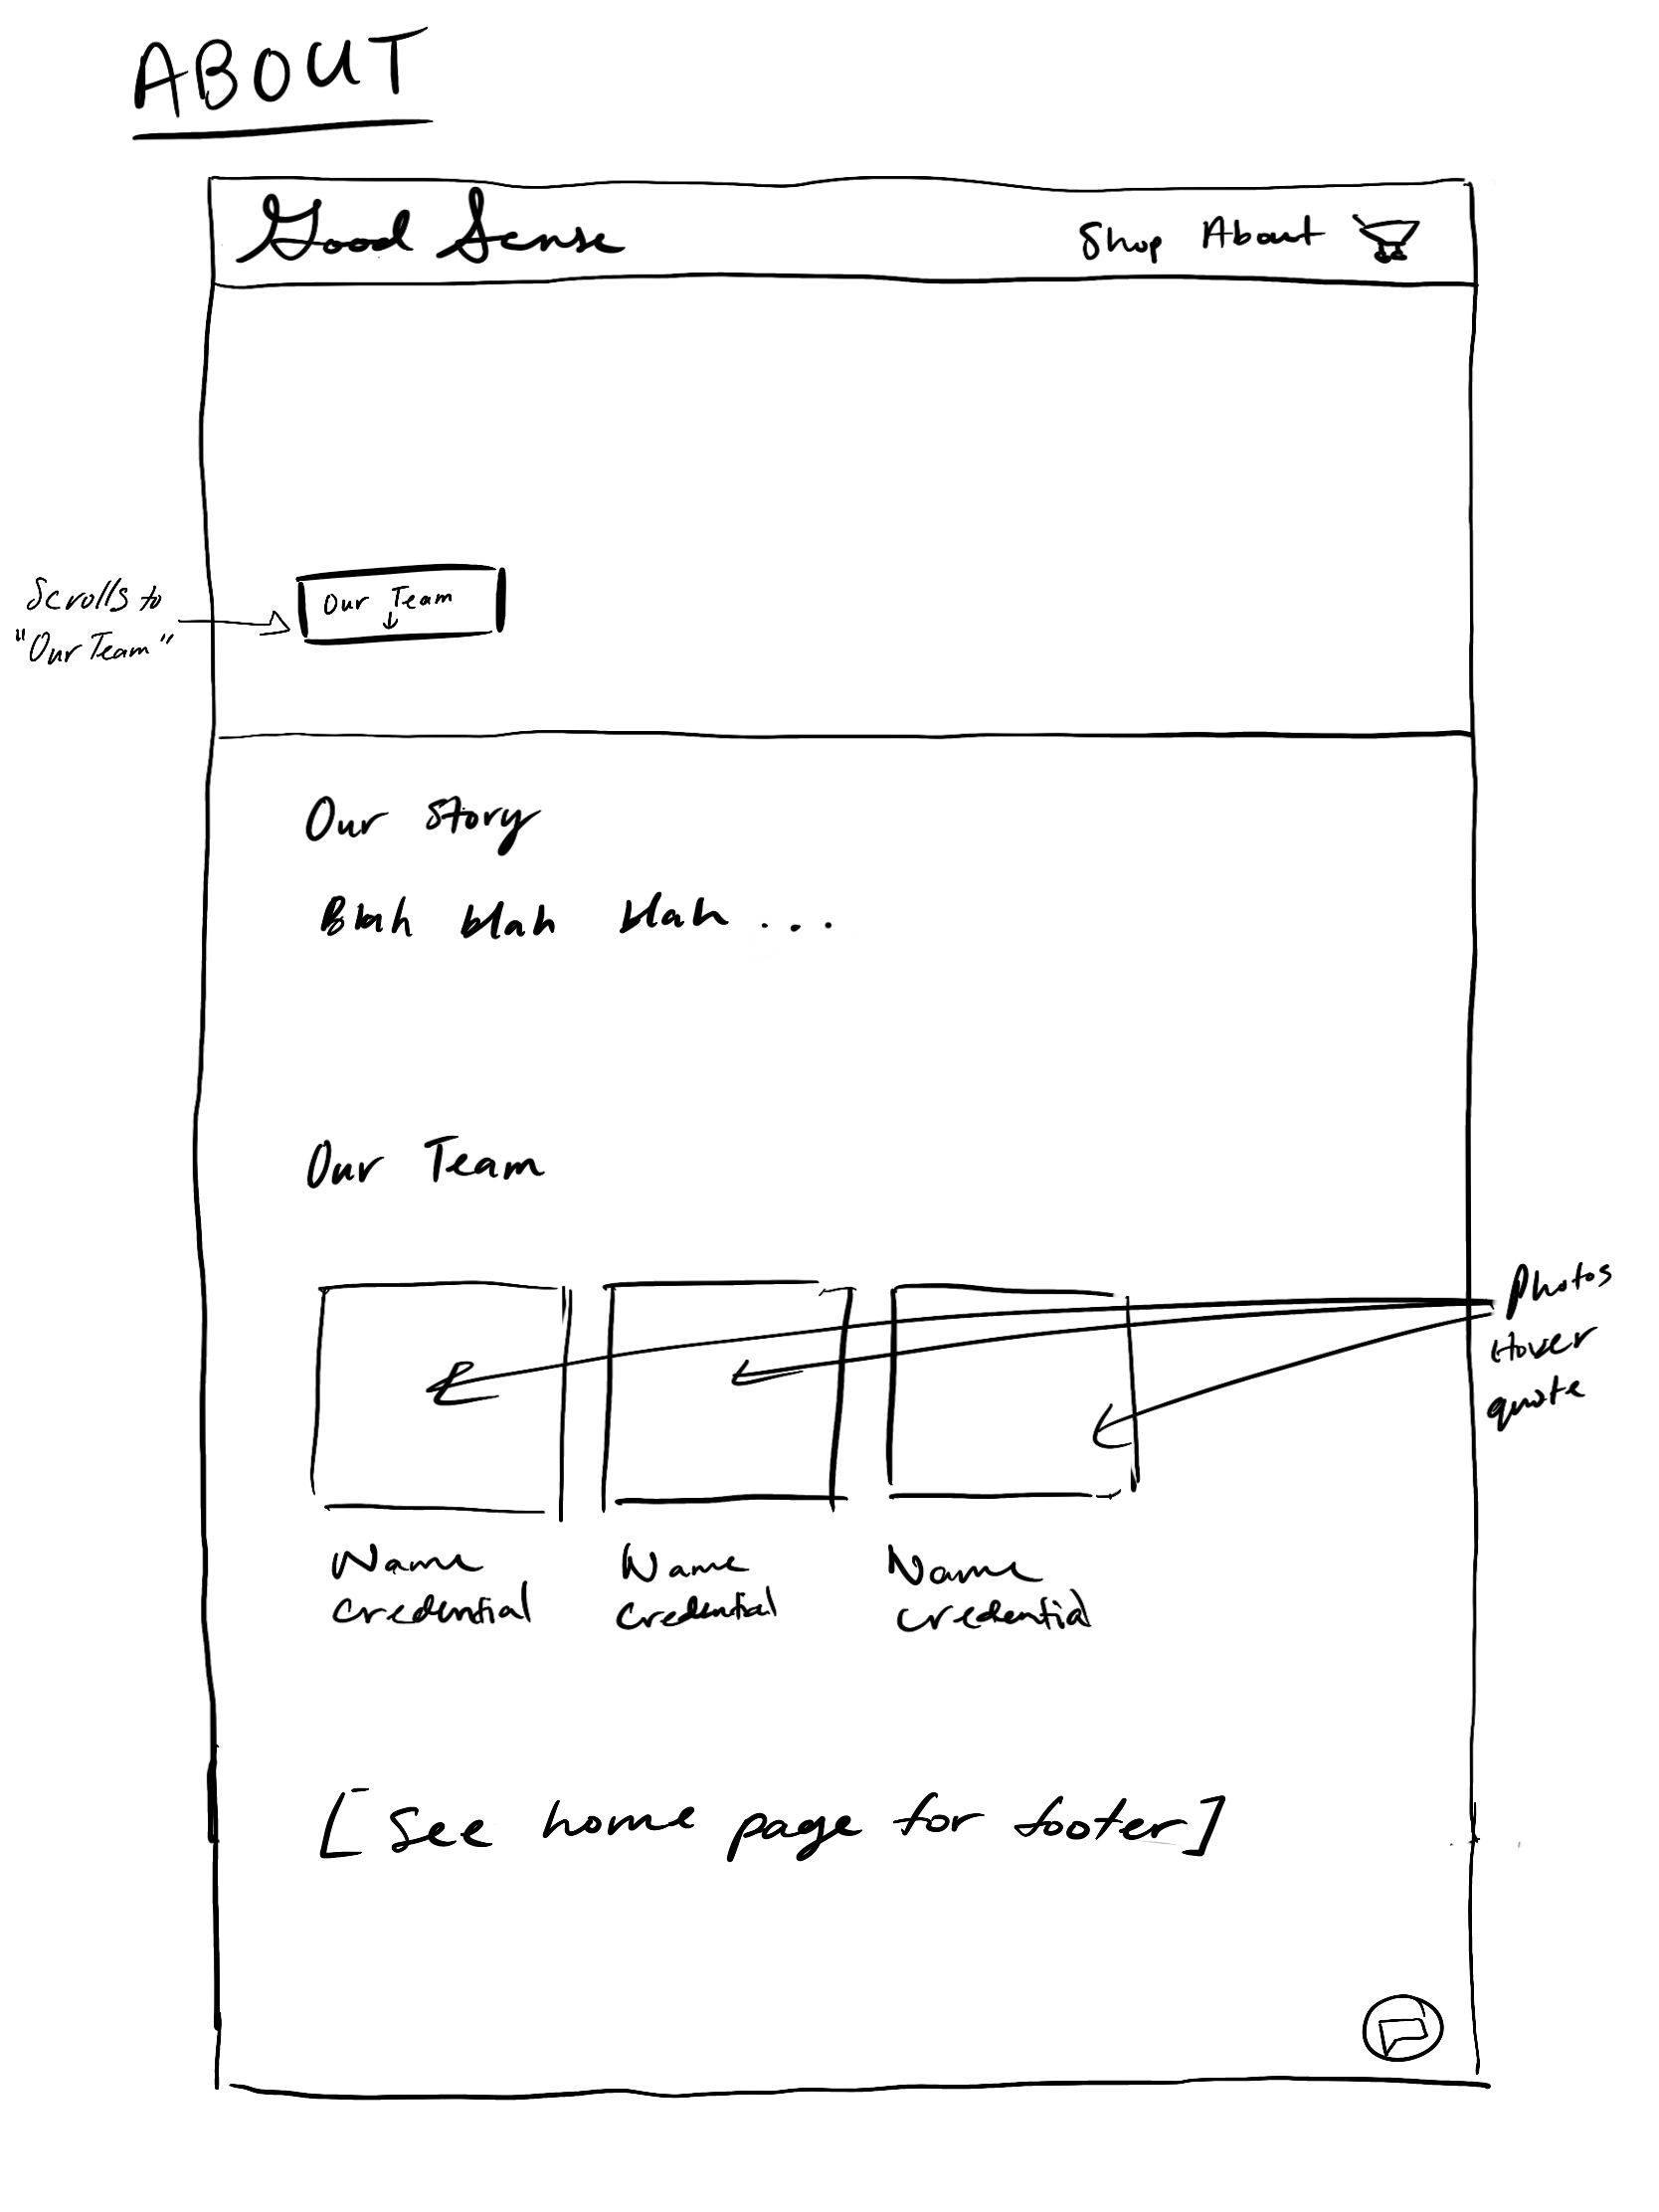 ABOUT
Good Sense
Shop About
Our Team
↓
Scrolls to
"Our Team"
Our Story
Blah blah blah ...
Our Team
Photos
Hover
quote
Name
Credential
Name
Credential
Name
Credential
[See home page for footer]